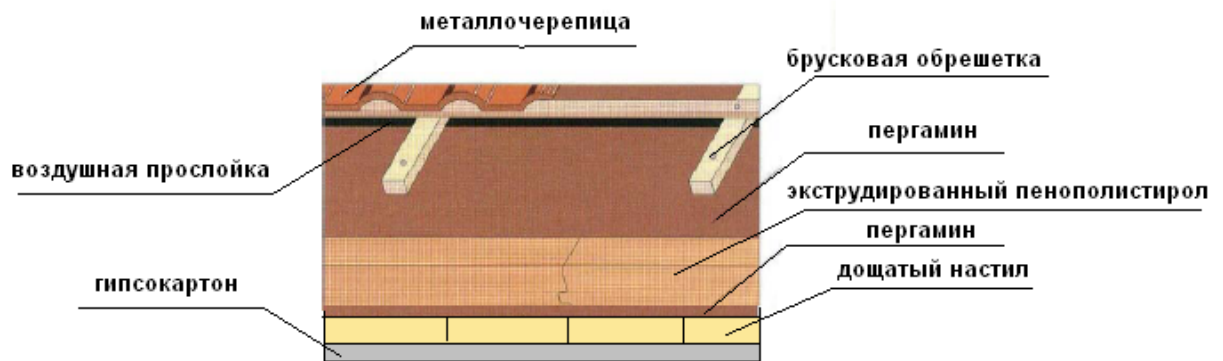 металлочерепица
брусковая обрешетка
пергамин
воздушная прослойка
экструдированный пенополистирол
пергамин
дощатый настил
гипсокартон